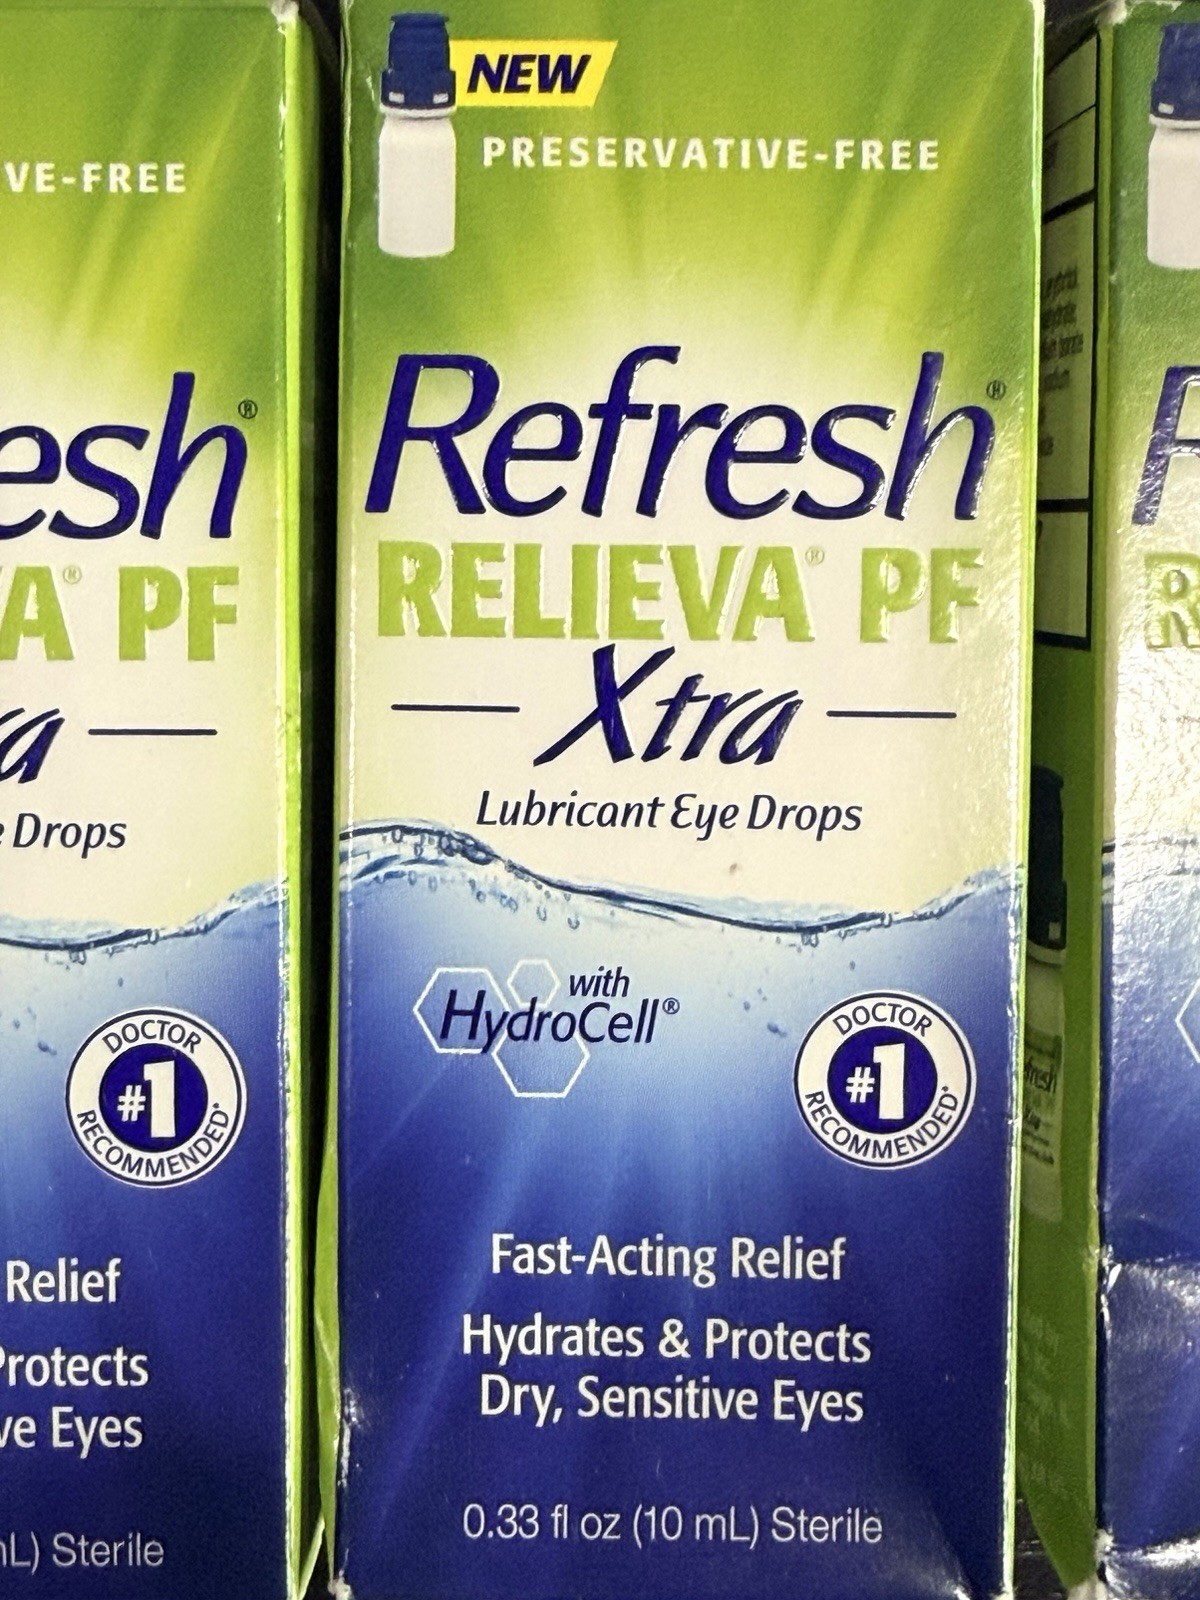 NEW
PRESERVATIVE-FREE
Refresh®
RELIEVA® PF
Xtra
Lubricant Eye Drops
with
HydroCell®
DOCTOR
#1
RECOMMENDED*
Fast-Acting Relief
Hydrates & Protects
Dry, Sensitive Eyes
0.33 fl oz (10 mL) Sterile
VE-FREE
esh®
A® PF
ra
e Drops
DOCTOR
#1
RECOMMENDED*
Relief
Protects
ve Eyes
mL) Sterile
R
R